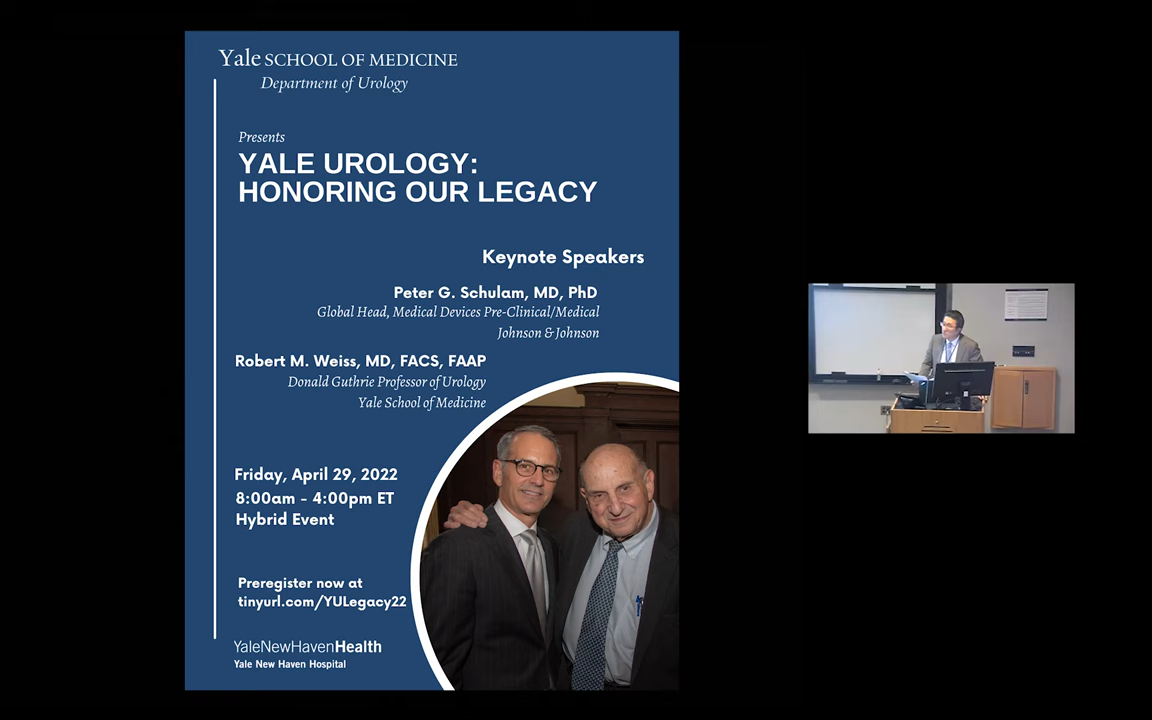 Yale SCHOOL OF MEDICINE
Department of Urology
Presents
YALE UROLOGY:
HONORING OUR LEGACY
Keynote Speakers
Peter G. Schulam, MD, PhD
Global Head, Medical Devices Pre-Clinical/Medical
Johnson & Johnson
Robert M. Weiss, MD, FACS, FAAP
Donald Guthrie Professor of Urology
Yale School of Medicine
Friday, April 29, 2022
8:00am - 4:00pm ET
Hybrid Event
Preregister now at
tinyurl.com/YULegacy22
YaleNewHavenHealth
Yale New Haven Hospital